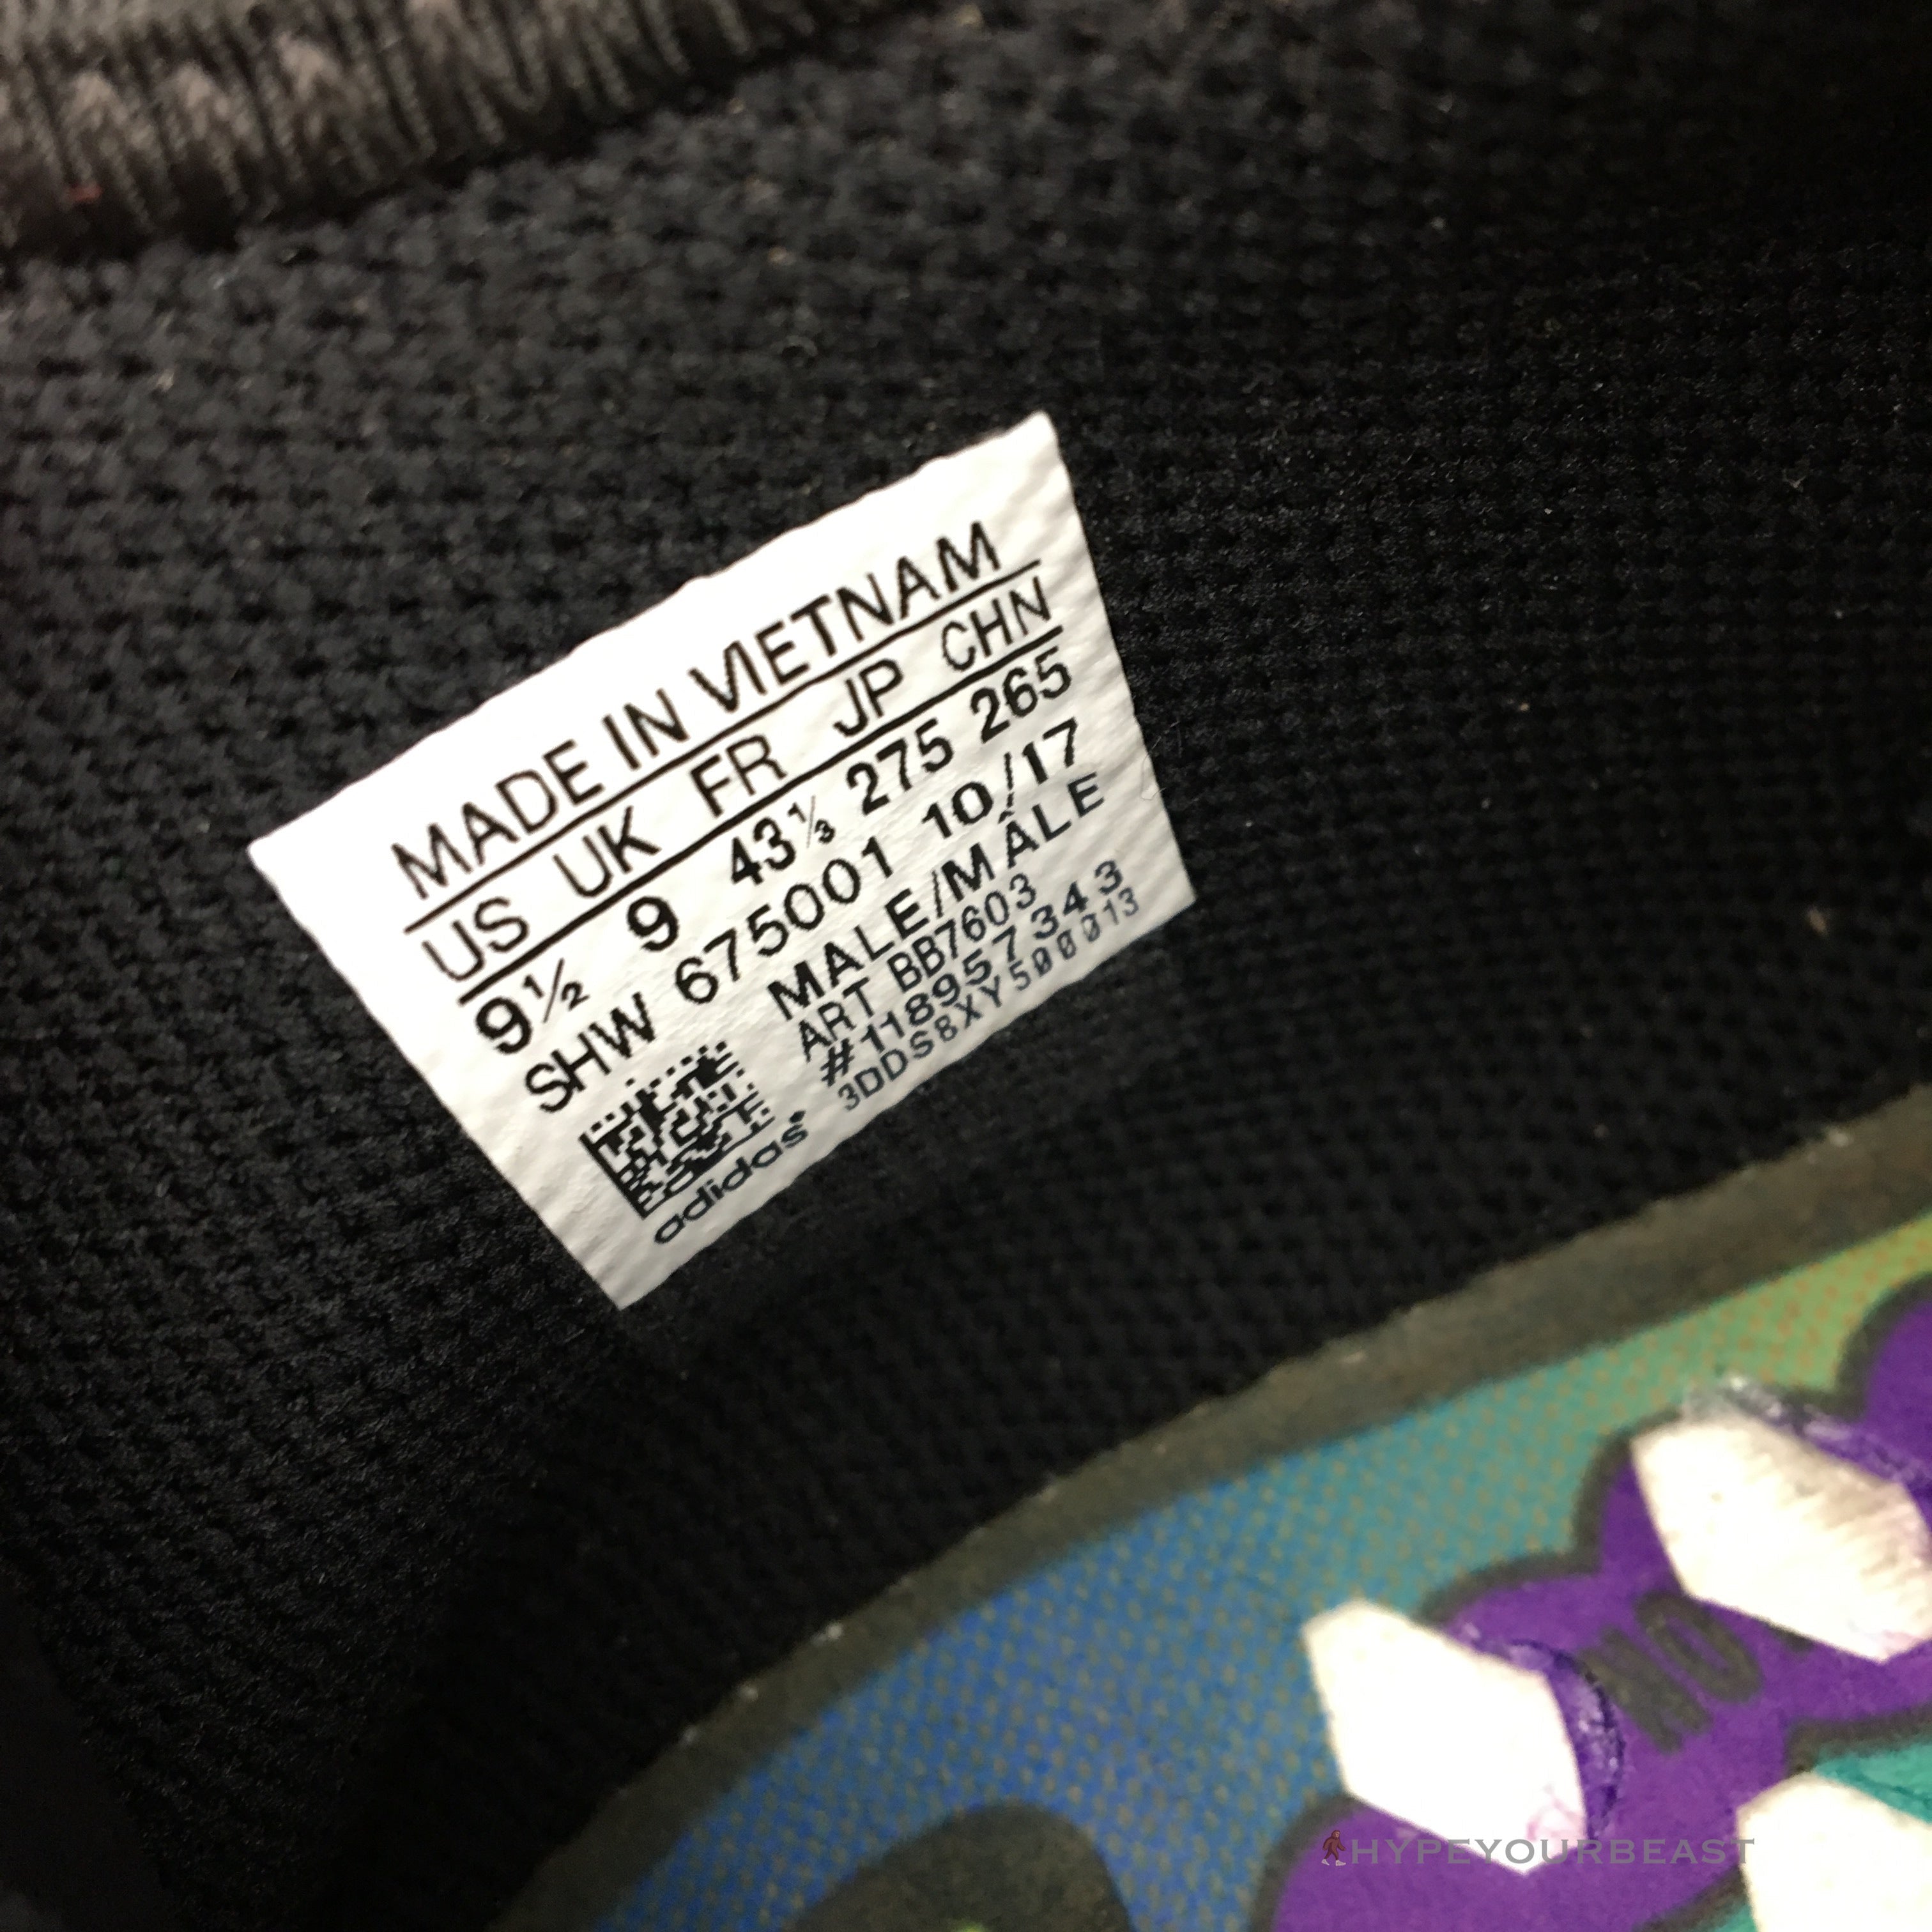 MADE IN VIETNAM
US UK FR JP CHN
9½ 9 43⅓ 275 265
SHW 675001 10/17
MALE/MÂLE
ART BB7603
#118957343
3DDS8XY500013
adidas
NO
HYPEYOURBEAST